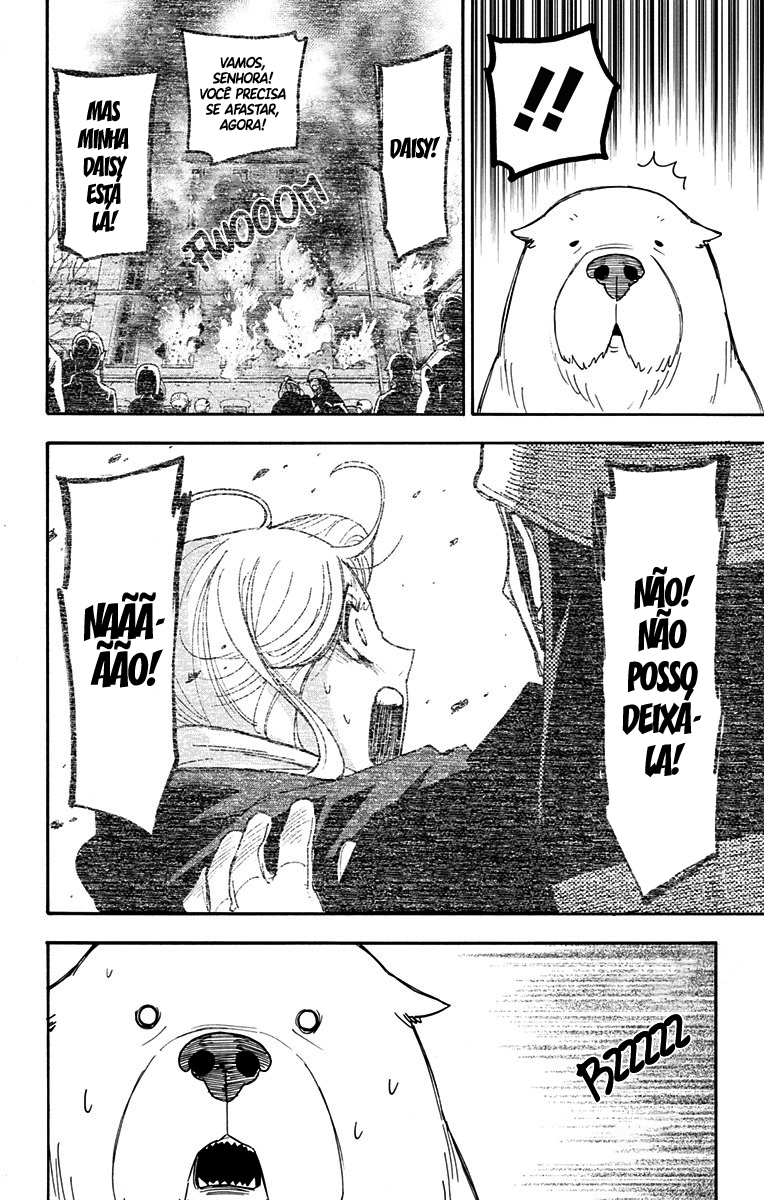 !!
DAISY!
VAMOS,
SENHORA!
VOCÊ PRECISA
SE AFASTAR,
AGORA!
MAS
MINHA
DAISY
ESTÁ
LÁ!
FWOOOM
NÃO!
NÃO
POSSO
DEIXÁ-
LA!
NAÃÃ-
ÃÃO!
BZZZZZ